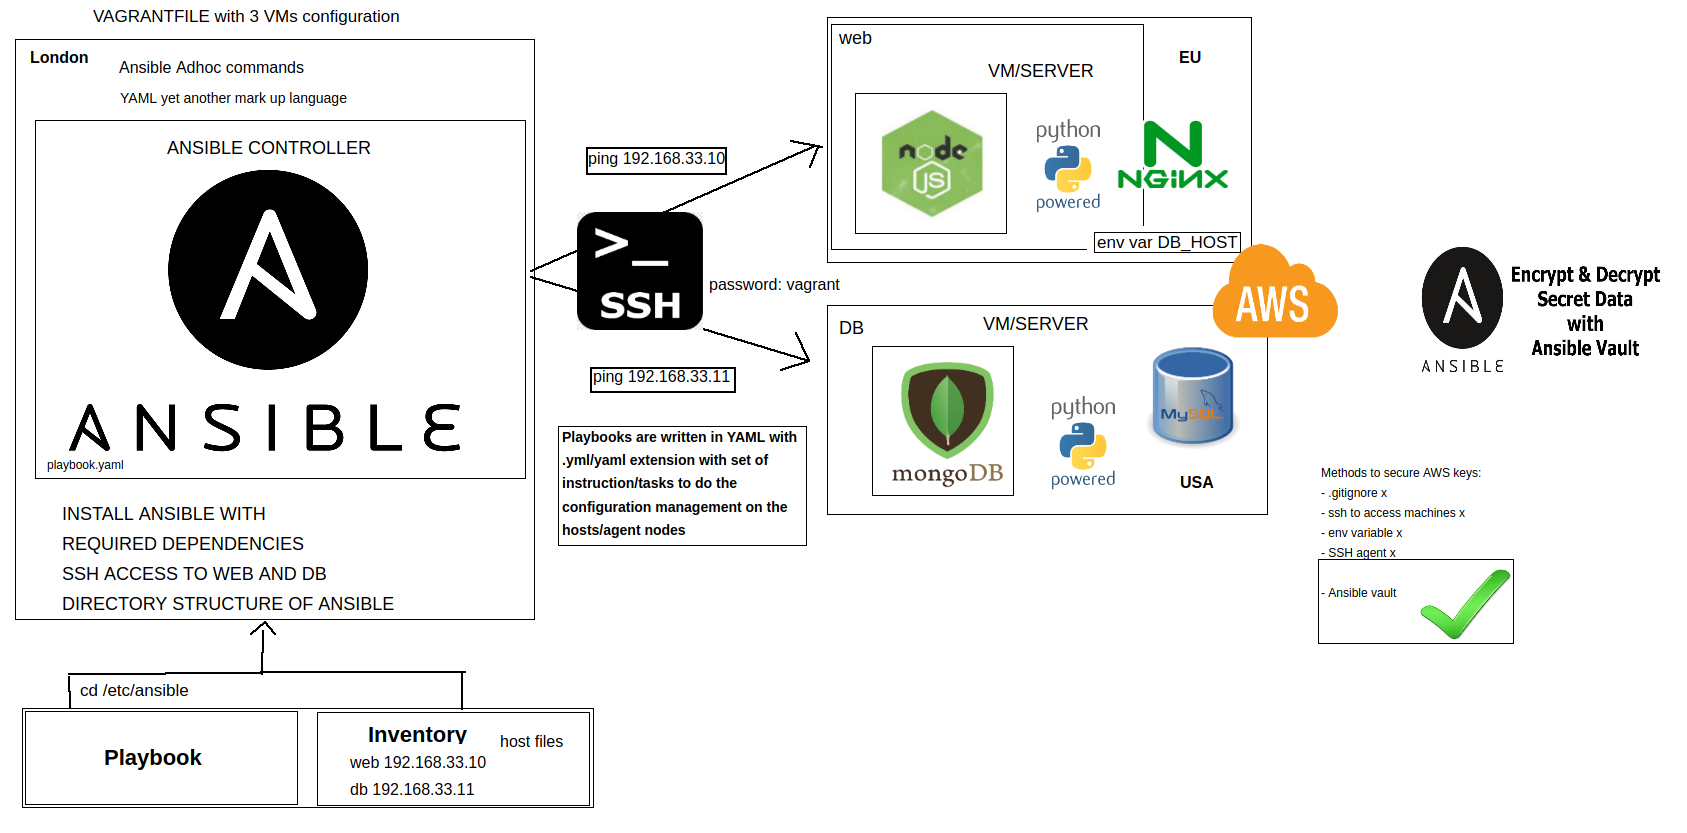 VAGRANTFILE with 3 VMs configuration
London
Ansible Adhoc commands
YAML yet another mark up language
ANSIBLE CONTROLLER
ANSIBLE
playbook.yaml
INSTALL ANSIBLE WITH
REQUIRED DEPENDENCIES
SSH ACCESS TO WEB AND DB
DIRECTORY STRUCTURE OF ANSIBLE
cd /etc/ansible
Playbook
Inventory
host files
web 192.168.33.10
db 192.168.33.11
ping 192.168.33.10
>_
SSH
password: vagrant
ping 192.168.33.11
Playbooks are written in YAML with
.yml/yaml extension with set of
instruction/tasks to do the
configuration management on the
hosts/agent nodes
web
VM/SERVER
EU
node
JS
python
powered
N
NGINX
env var DB_HOST
AWS
DB
VM/SERVER
mongoDB
python
powered
MySQL
USA
ANSIBLE
Encrypt & Decrypt
Secret Data
with
Ansible Vault
Methods to secure AWS keys:
- .gitignore x
- ssh to access machines x
- env variable x
- SSH agent x
- Ansible vault